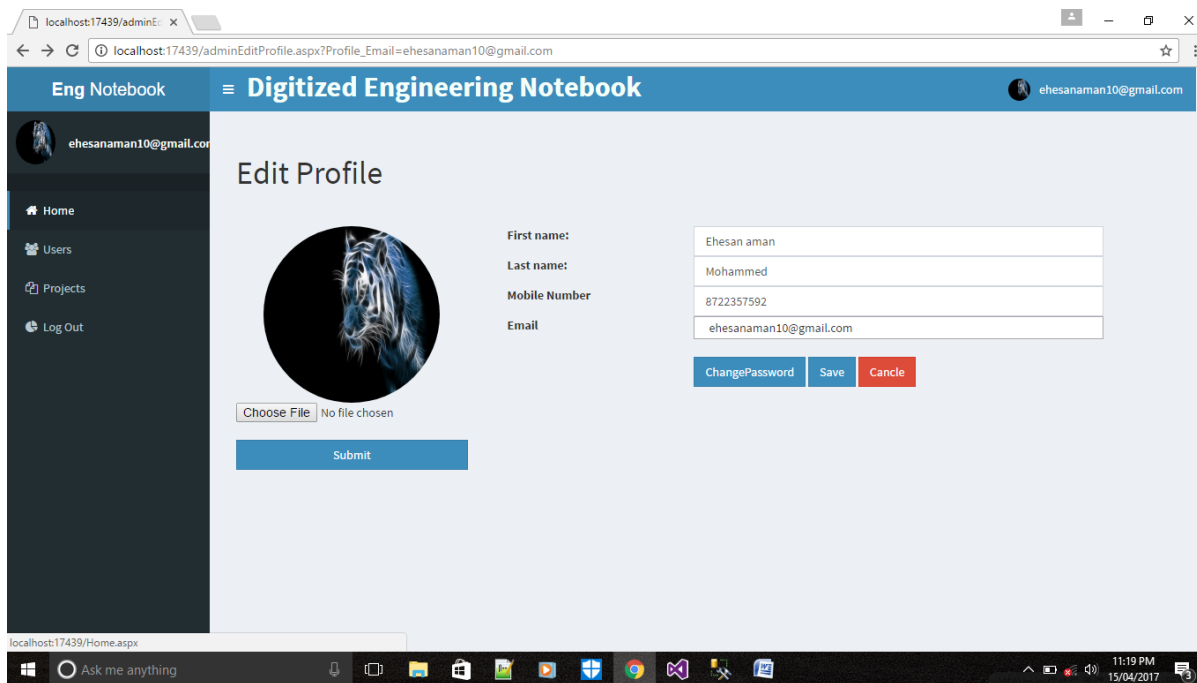 localhost:17439/adminEd
localhost:17439/adminEditProfile.aspx?Profile_Email=ehesanaman10@gmail.com
Eng Notebook
Digitized Engineering Notebook
ehesanaman10@gmail.com
ehesanaman10@gmail.com
Edit Profile
Home
Users
Projects
Log Out
First name:
Ehesan aman
Last name:
Mohammed
Mobile Number
8722357592
Email
ehesanaman10@gmail.com
ChangePassword
Save
Cancle
Choose File No file chosen
Submit
localhost:17439/Home.aspx
Ask me anything
11:19 PM
15/04/2017
3